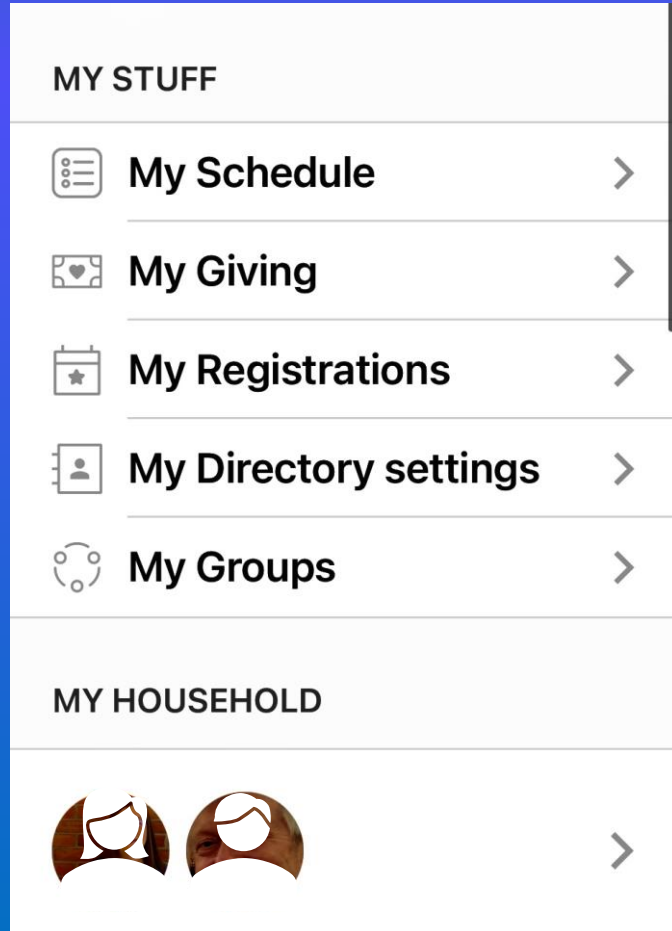 MY STUFF
My Schedule
My Giving
My Registrations
My Directory settings
My Groups
MY HOUSEHOLD